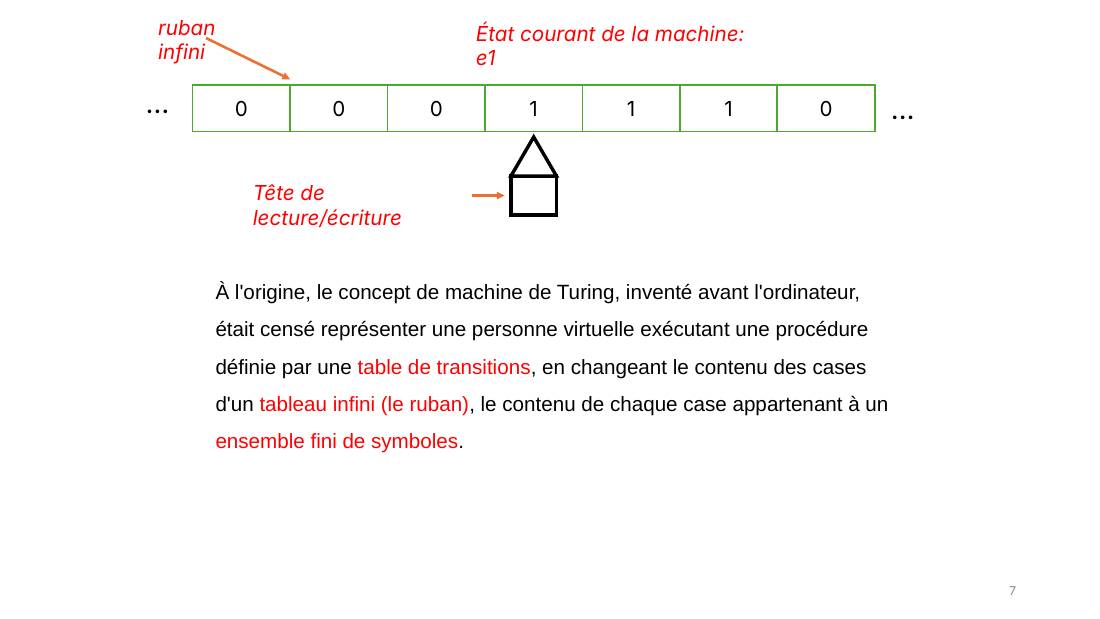 ruban
infini
État courant de la machine:
e1
... 0 0 0 1 1 1 0 ...
Tête de
lecture/écriture
À l'origine, le concept de machine de Turing, inventé avant l'ordinateur,
était censé représenter une personne virtuelle exécutant une procédure
définie par une table de transitions, en changeant le contenu des cases
d'un tableau infini (le ruban), le contenu de chaque case appartenant à un
ensemble fini de symboles.
7